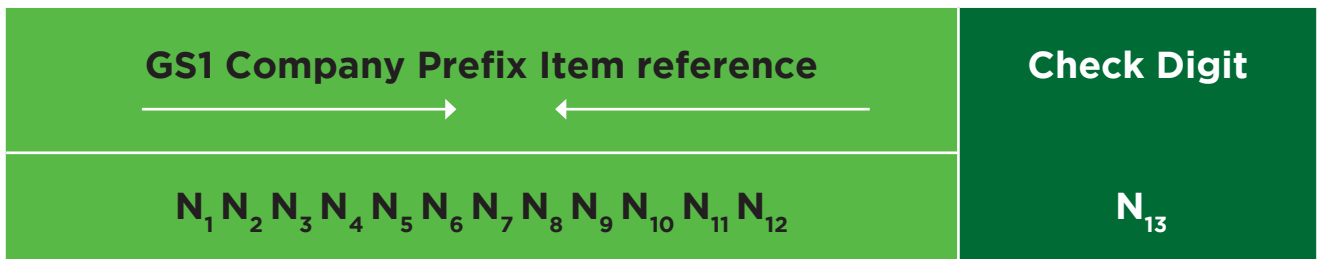 GS1 Company Prefix Item reference
Check Digit
N₁ N₂ N₃ N₄ N₅ N₆ N₇ N₈ N₉ N₁₀ N₁₁ N₁₂
N₁₃